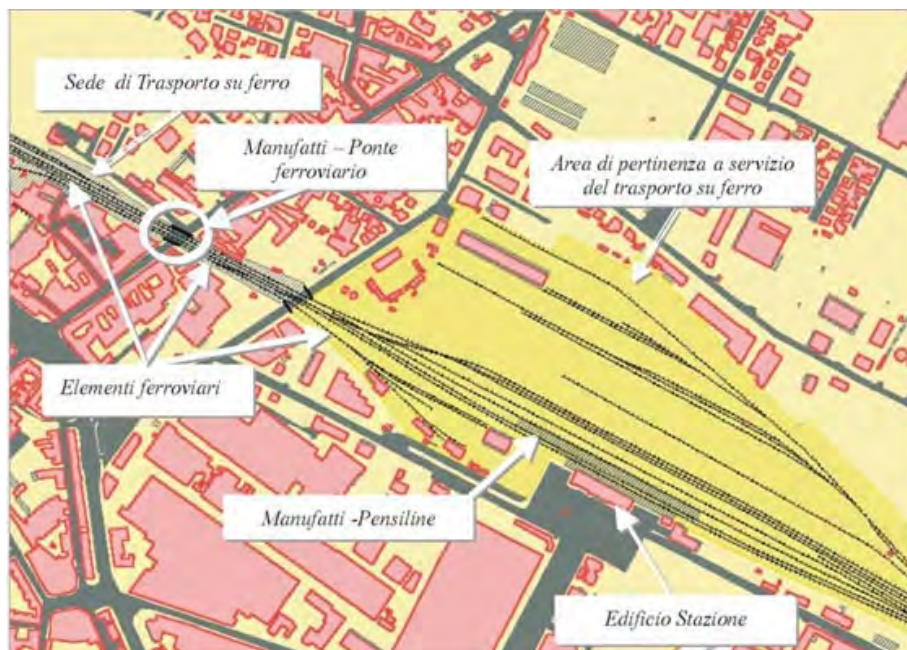 Sede di Trasporto su ferro
Manufatti – Ponte
ferroviario
Area di pertinenza a servizio
del trasporto su ferro
Elementi ferroviari
Manufatti -Pensiline
Edificio Stazione